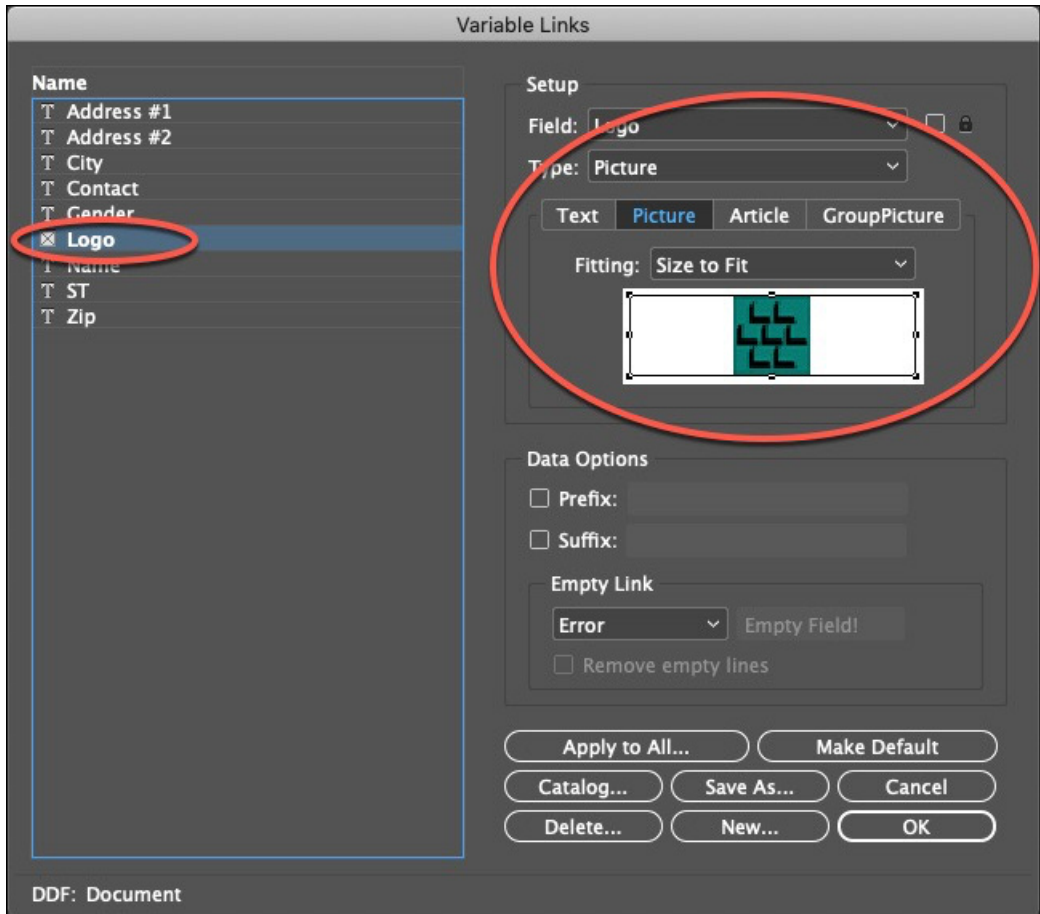 Variable Links
Name
T Address #1
T Address #2
T City
T Contact
T Gender
Logo
T Name
T ST
T Zip
Setup
Field: Logo
Type: Picture
Text Picture Article GroupPicture
Fitting: Size to Fit
Data Options
Prefix:
Suffix:
Empty Link
Error Empty Field!
Remove empty lines
Apply to All... Make Default
Catalog... Save As... Cancel
Delete... New... OK
DDF: Document